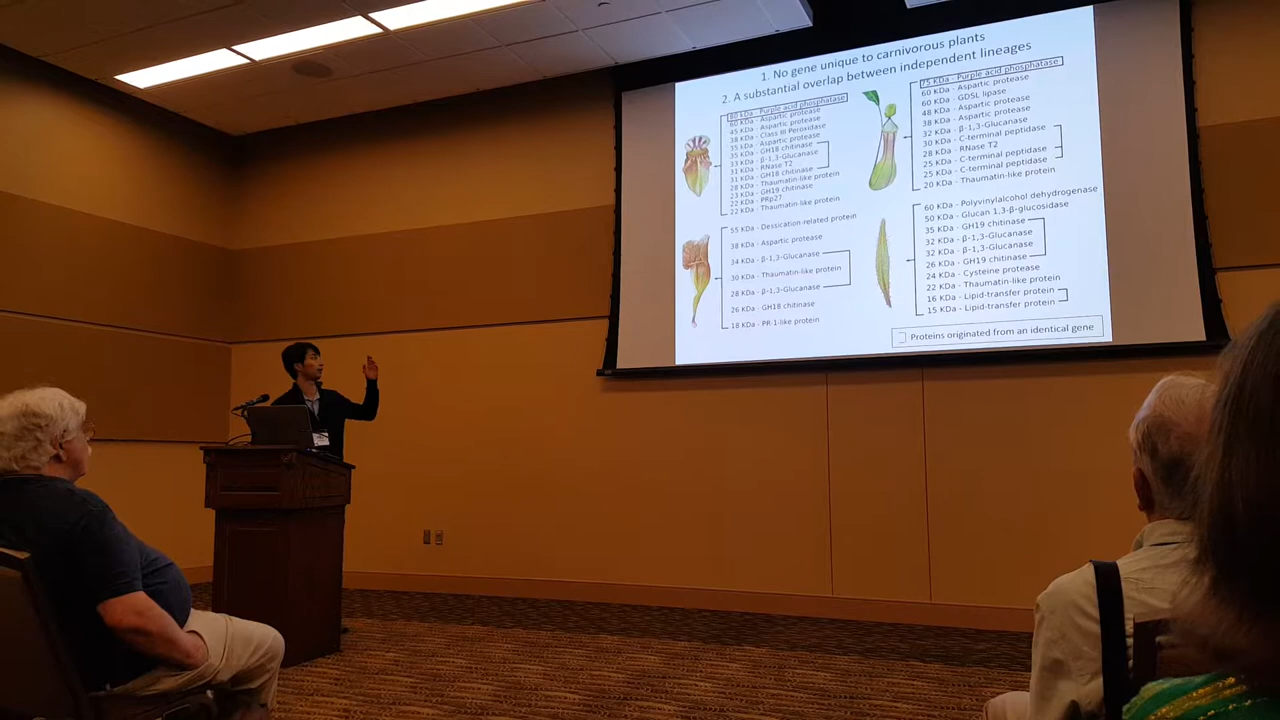 1. No gene unique to carnivorous plants
2. A substantial overlap between independent lineages
80 KDa - Purple acid phosphatase
60 KDa - Aspartic protease
45 KDa - Aspartic protease
38 KDa - Class III Peroxidase
35 KDa - Aspartic protease
35 KDa - GH18 chitinase
33 KDa - β-1,3-Glucanase
31 KDa - RNase T2
31 KDa - GH18 chitinase
28 KDa - Thaumatin-like protein
23 KDa - GH19 chitinase
22 KDa - PRp27
22 KDa - Thaumatin-like protein
75 KDa - Purple acid phosphatase
60 KDa - Aspartic protease
60 KDa - GDSL lipase
48 KDa - Aspartic protease
38 KDa - Aspartic protease
32 KDa - β-1,3-Glucanase
30 KDa - C-terminal peptidase
28 KDa - RNase T2
25 KDa - C-terminal peptidase
25 KDa - C-terminal peptidase
20 KDa - Thaumatin-like protein
55 KDa - Dessication-related protein
38 KDa - Aspartic protease
34 KDa - β-1,3-Glucanase
30 KDa - Thaumatin-like protein
28 KDa - β-1,3-Glucanase
26 KDa - GH18 chitinase
18 KDa - PR-1-like protein
60 KDa - Polyvinylalcohol dehydrogenase
50 KDa - Glucan 1,3-β-glucosidase
35 KDa - GH19 chitinase
32 KDa - β-1,3-Glucanase
32 KDa - β-1,3-Glucanase
26 KDa - GH19 chitinase
24 KDa - Cysteine protease
22 KDa - Thaumatin-like protein
16 KDa - Lipid-transfer protein
15 KDa - Lipid-transfer protein
Proteins originated from an identical gene